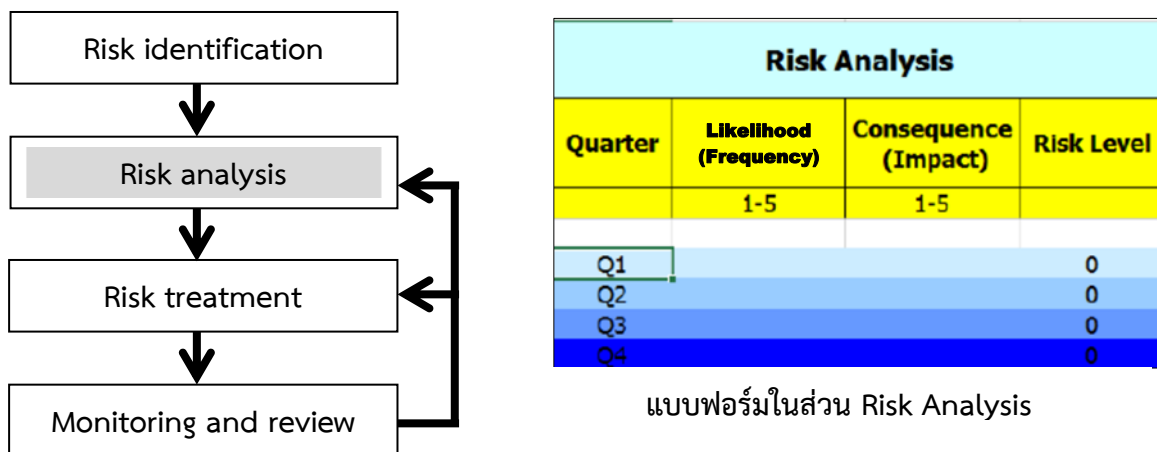 Risk identification
Risk analysis
Risk treatment
Monitoring and review
Risk Analysis
Quarter
Likelihood
(Frequency)
Consequence
(Impact)
Risk Level
1-5
1-5
Q1
0
Q2
0
Q3
0
Q4
0
แบบฟอร์มในส่วน Risk Analysis